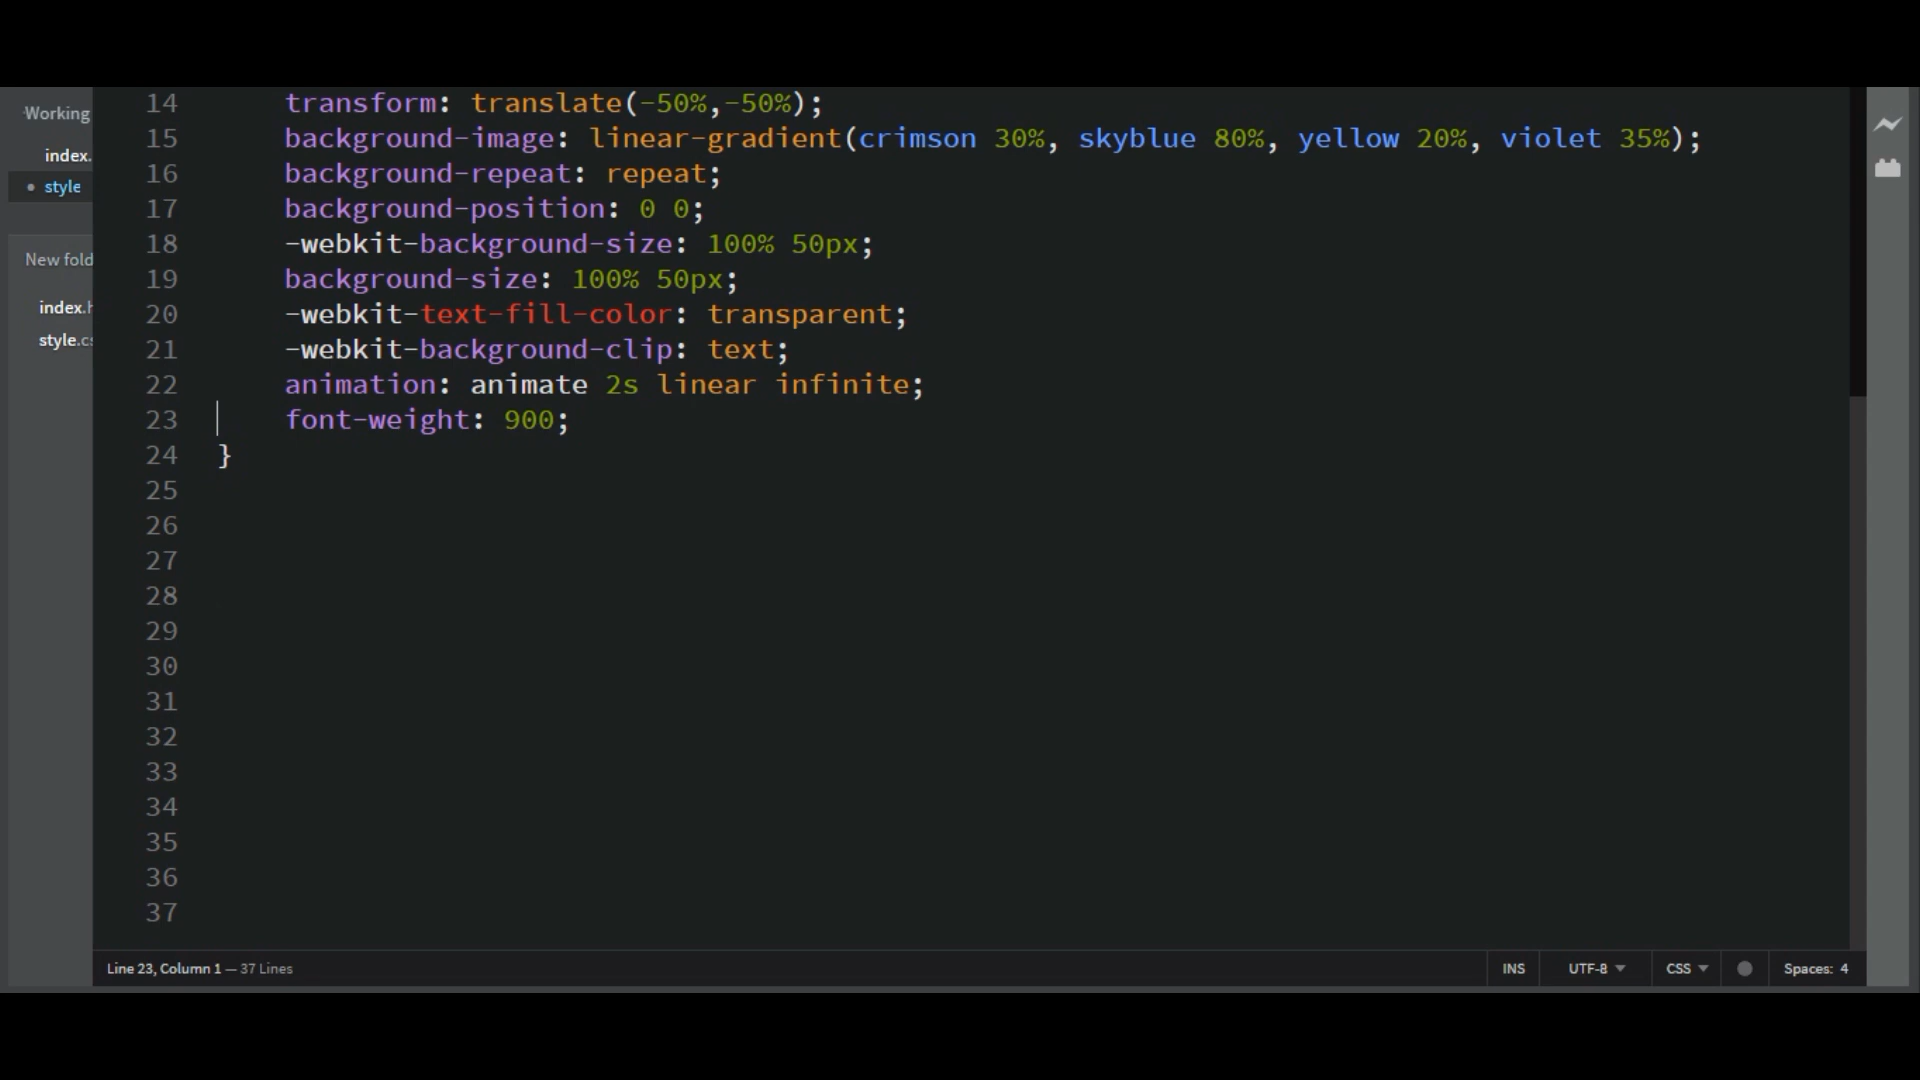 Working
index.
style
New fold
index.h
style.cs
14 transform: translate(-50%,-50%);
15 background-image: linear-gradient(crimson 30%, skyblue 80%, yellow 20%, violet 35%);
16 background-repeat: repeat;
17 background-position: 0 0;
18 -webkit-background-size: 100% 50px;
19 background-size: 100% 50px;
20 -webkit-text-fill-color: transparent;
21 -webkit-background-clip: text;
22 animation: animate 2s linear infinite;
23 font-weight: 900;
24 }
25
26
27
28
29
30
31
32
33
34
35
36
37
Line 23, Column 1 — 37 Lines INS UTF-8 CSS Spaces: 4